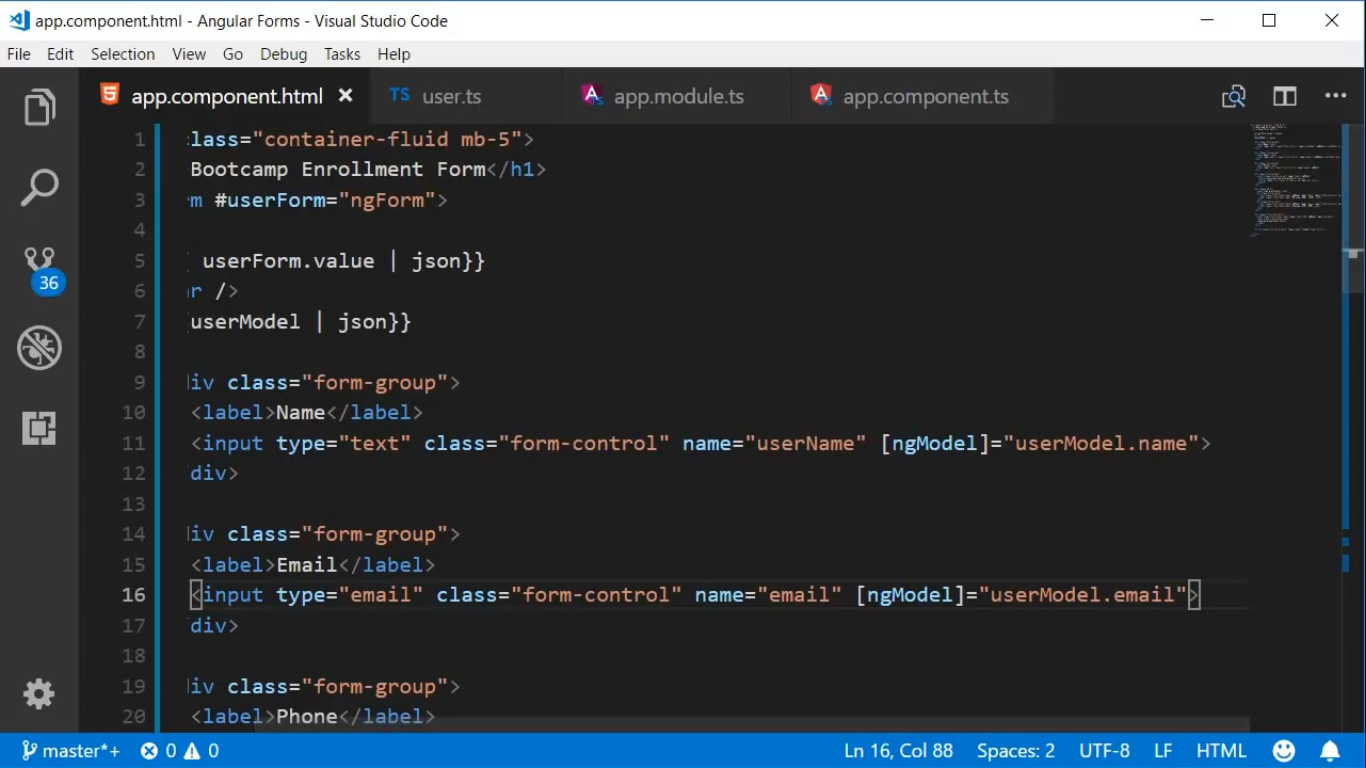 app.component.html - Angular Forms - Visual Studio Code
File Edit Selection View Go Debug Tasks Help
app.component.html TS user.ts app.module.ts app.component.ts
1 lass="container-fluid mb-5">
2 Bootcamp Enrollment Form</h1>
3 m #userForm="ngForm">
4
5 userForm.value | json}}
6 r />
7 userModel | json}}
8
9 iv class="form-group">
10 <label>Name</label>
11 <input type="text" class="form-control" name="userName" [ngModel]="userModel.name">
12 div>
13
14 iv class="form-group">
15 <label>Email</label>
16 <input type="email" class="form-control" name="email" [ngModel]="userModel.email">
17 div>
18
19 iv class="form-group">
20 <label>Phone</label>
36
master*+ 0 0 Ln 16, Col 88 Spaces: 2 UTF-8 LF HTML